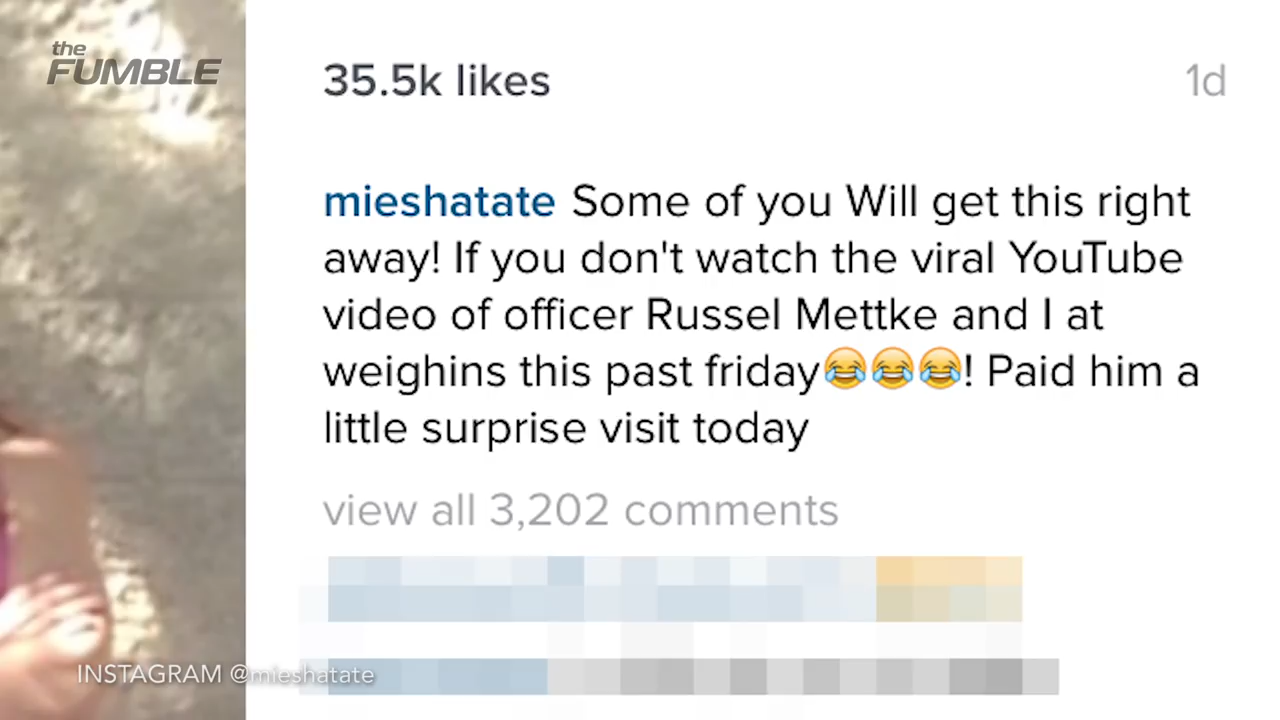 the
FUMBLE
35.5k likes
1d
mieshatate Some of you Will get this right
away! If you don't watch the viral YouTube
video of officer Russel Mettke and I at
weighins this past friday😂😂😂! Paid him a
little surprise visit today
view all 3,202 comments
INSTAGRAM @mieshatate